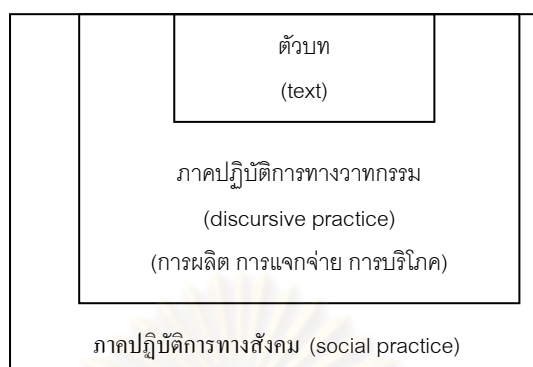 ตัวบท
(text)
ภาคปฏิบัติการทางวาทกรรม
(discursive practice)
(การผลิต การแจกจ่าย การบริโภค)
ภาคปฏิบัติการทางสังคม (social practice)